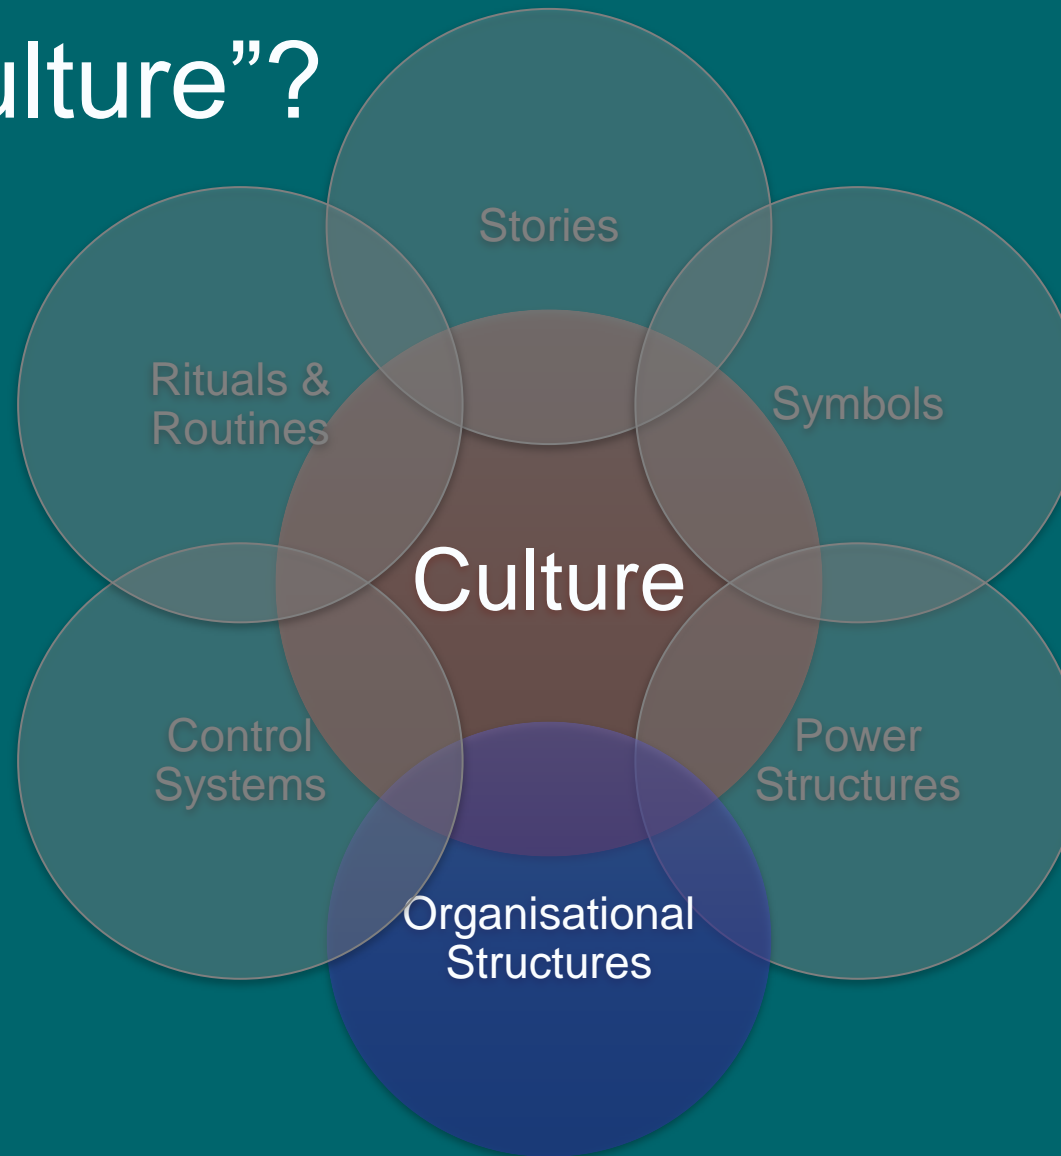 ulture”?
Stories
Rituals &
Routines
Symbols
Culture
Control
Systems
Power
Structures
Organisational
Structures